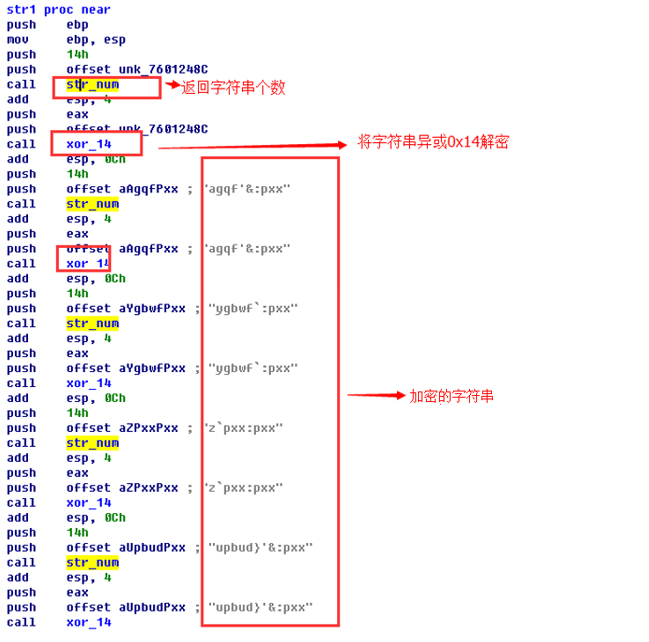 str1 proc near
push ebp
mov ebp, esp
push 14h
push offset unk_7601248C
call str_num
返回字符串个数
add esp, 4
push eax
push offset unk_7601248C
call xor_14
将字符串异或0x14解密
add esp, 0Ch
push 14h
push offset aAgqfPxx ; "agqf'&:pxx"
call str_num
add esp, 4
push eax
push offset aAgqfPxx ; "agqf'&:pxx"
call xor_14
add esp, 0Ch
push 14h
push offset aYgbwfPxx ; "ygbwf`:pxx"
call str_num
add esp, 4
push eax
push offset aYgbwfPxx ; "ygbwf`:pxx"
call xor_14
加密的字符串
add esp, 0Ch
push 14h
push offset aZPxxPxx ; "z`pxx:pxx"
call str_num
add esp, 4
push eax
push offset aZPxxPxx ; "z`pxx:pxx"
call xor_14
add esp, 0Ch
push 14h
push offset aUpbudPxx ; "upbud}'&:pxx"
call str_num
add esp, 4
push eax
push offset aUpbudPxx ; "upbud}'&:pxx"
call xor_14